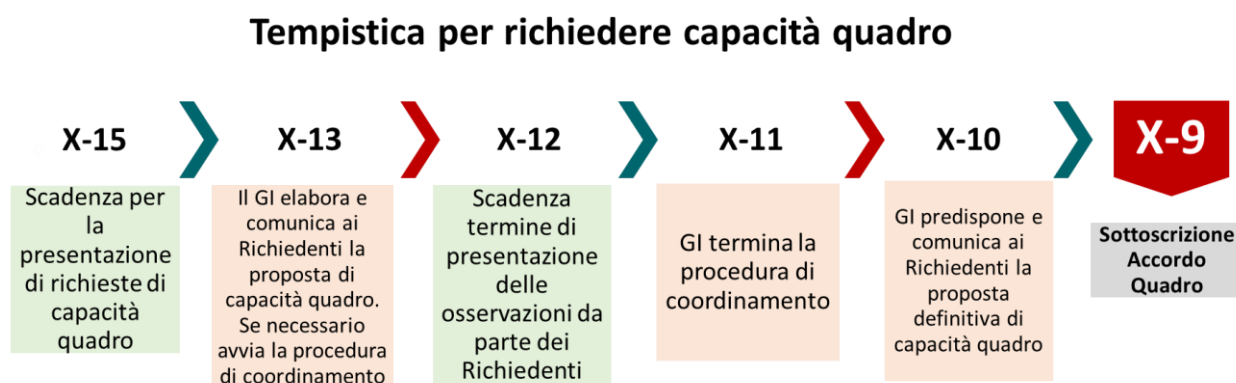 Tempistica per richiedere capacità quadro
X-15
X-13
X-12
X-11
X-10
X-9
Scadenza per
la
presentazione
di richieste di
capacità
quadro
Il GI elabora e
comunica ai
Richiedenti la
proposta di
capacità quadro.
Se necessario
avvia la procedura
di coordinamento
Scadenza
termine di
presentazione
delle
osservazioni da
parte dei
Richiedenti
GI termina la
procedura di
coordinamento
GI predispone e
comunica ai
Richiedenti la
proposta
definitiva di
capacità quadro
Sottoscrizione
Accordo
Quadro